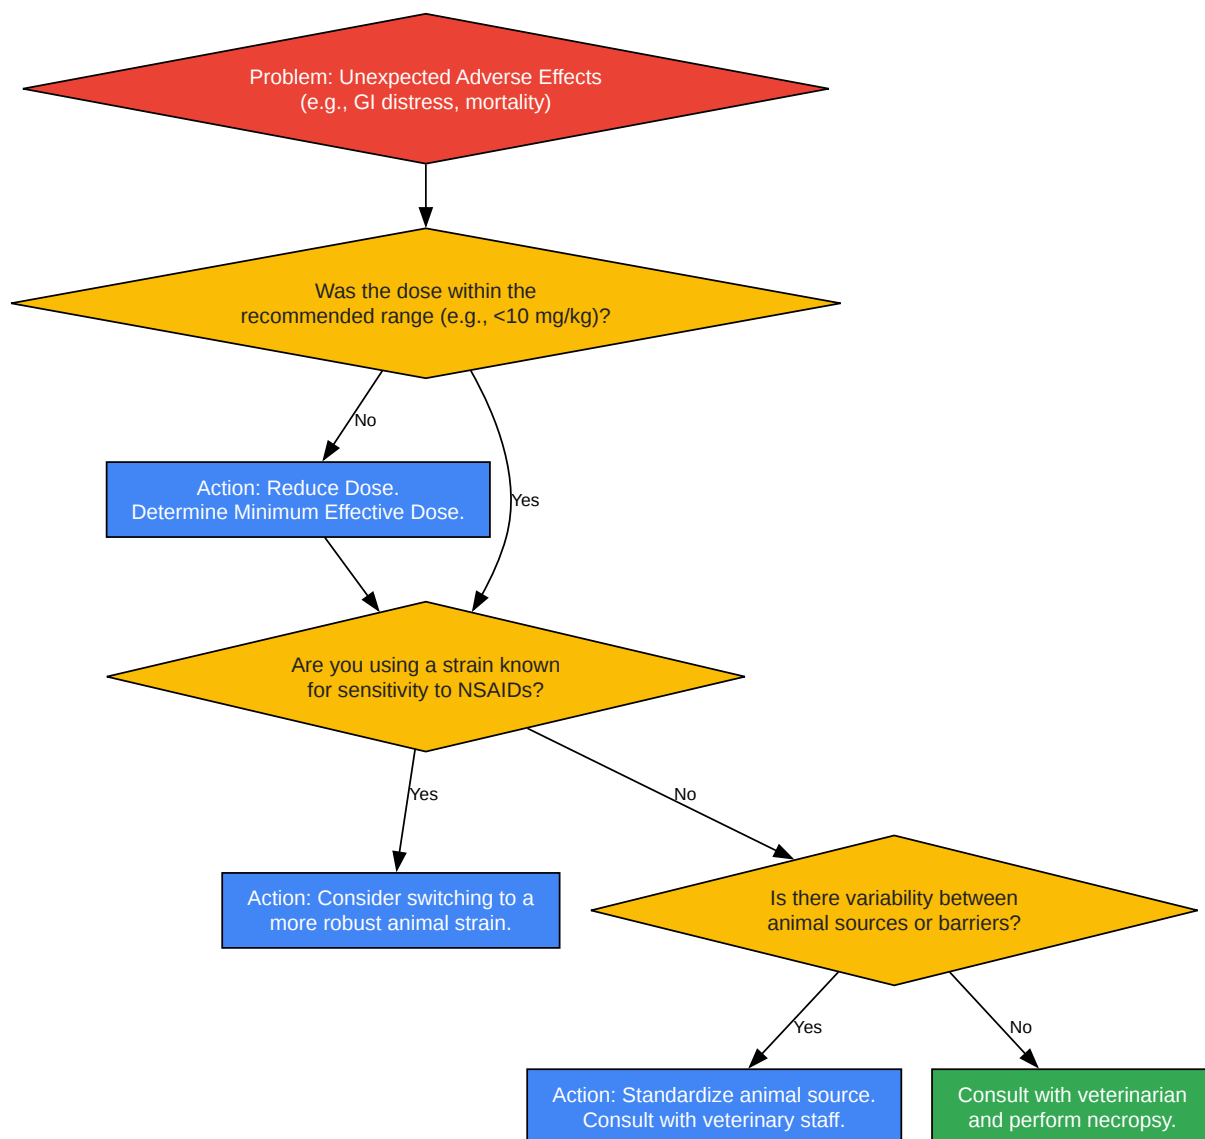 Problem: Unexpected Adverse Effects
(e.g., GI distress, mortality)
Was the dose within the
recommended range (e.g., <10 mg/kg)?
No
Action: Reduce Dose.
Determine Minimum Effective Dose.
Yes
Are you using a strain known
for sensitivity to NSAIDs?
Yes
No
Action: Consider switching to a
more robust animal strain.
Is there variability between
animal sources or barriers?
Yes
No
Action: Standardize animal source.
Consult with veterinary staff.
Consult with veterinarian
and perform necropsy.